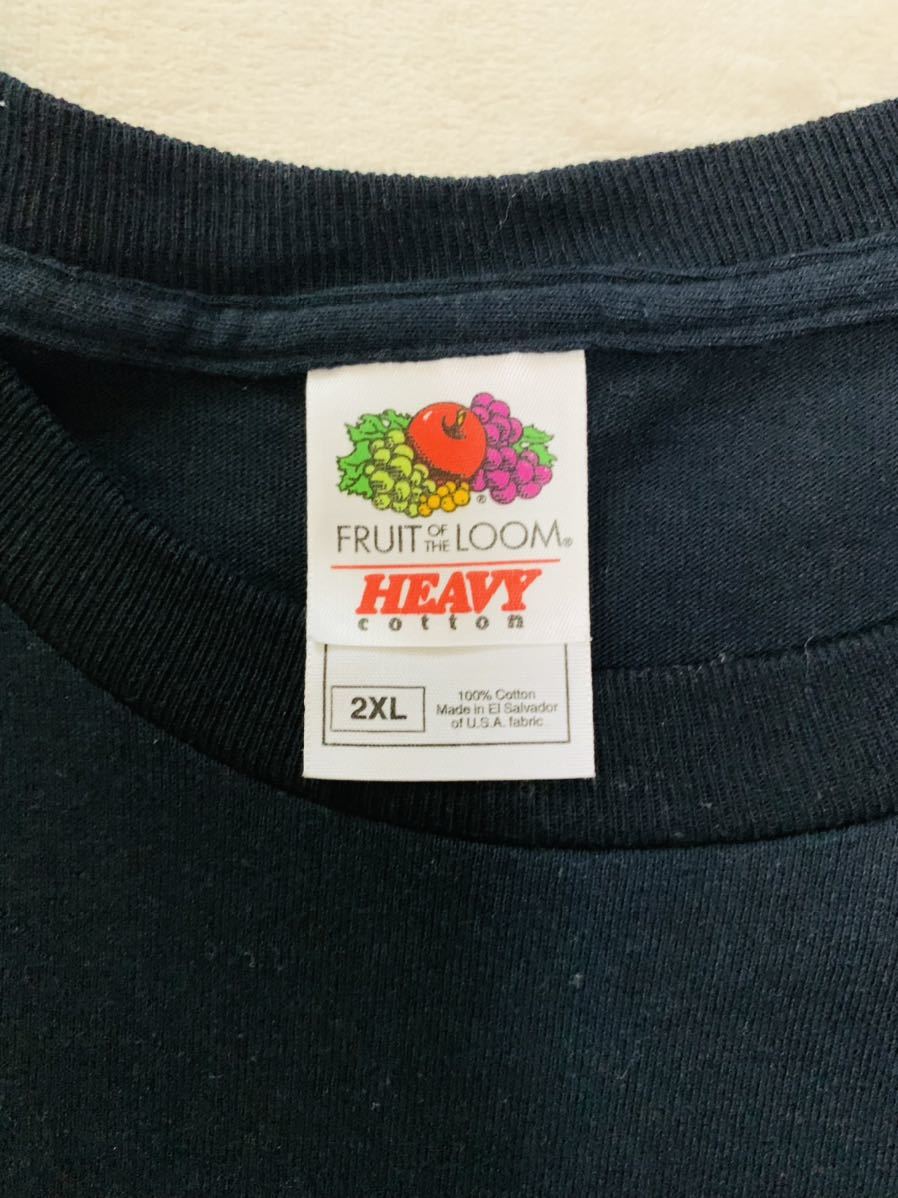 ®
FRUIT OF THE LOOM®
HEAVY
cotton
2XL
100% Cotton
Made in El Salvador
of U.S.A. fabric